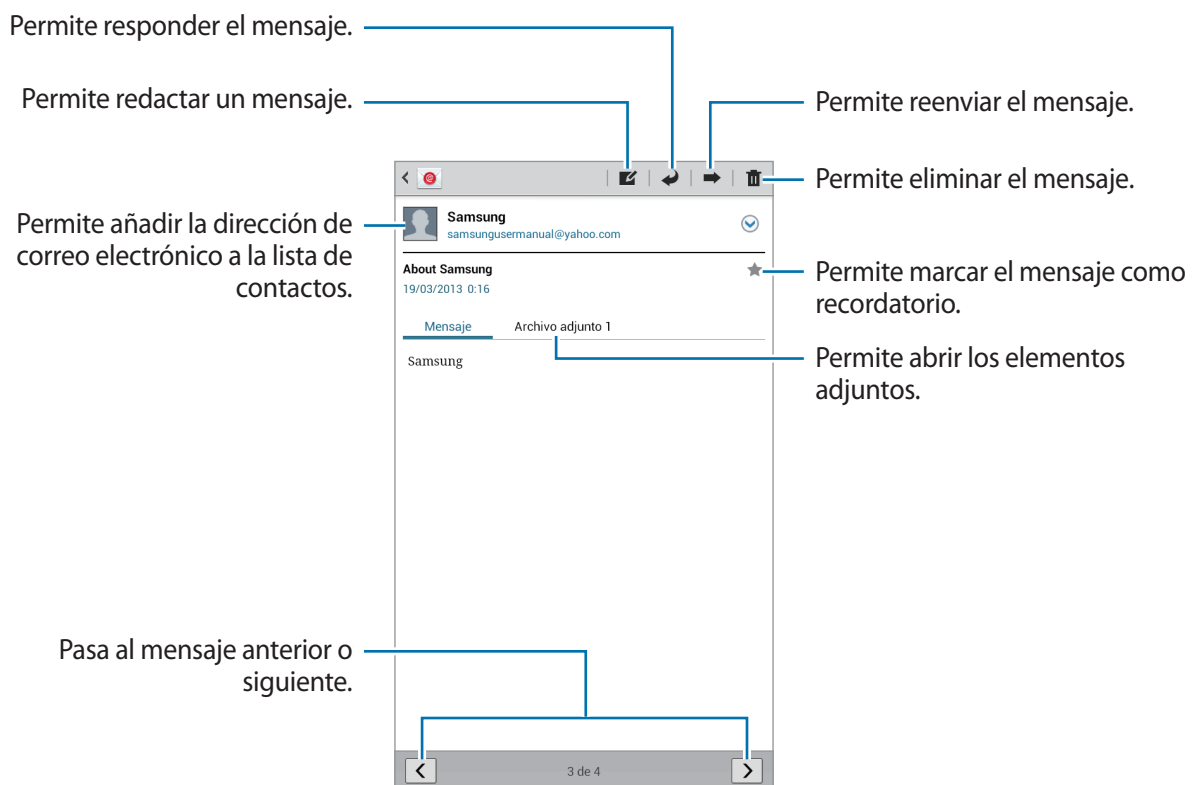 Permite responder el mensaje.
Permite redactar un mensaje.
Permite reenviar el mensaje.
Permite eliminar el mensaje.
Permite añadir la dirección de
correo electrónico a la lista de
contactos.
Samsung
samsungusermanual@yahoo.com
About Samsung
19/03/2013 0:16
Permite marcar el mensaje como
recordatorio.
Mensaje
Archivo adjunto 1
Permite abrir los elementos
adjuntos.
Samsung
Pasa al mensaje anterior o
siguiente.
3 de 4